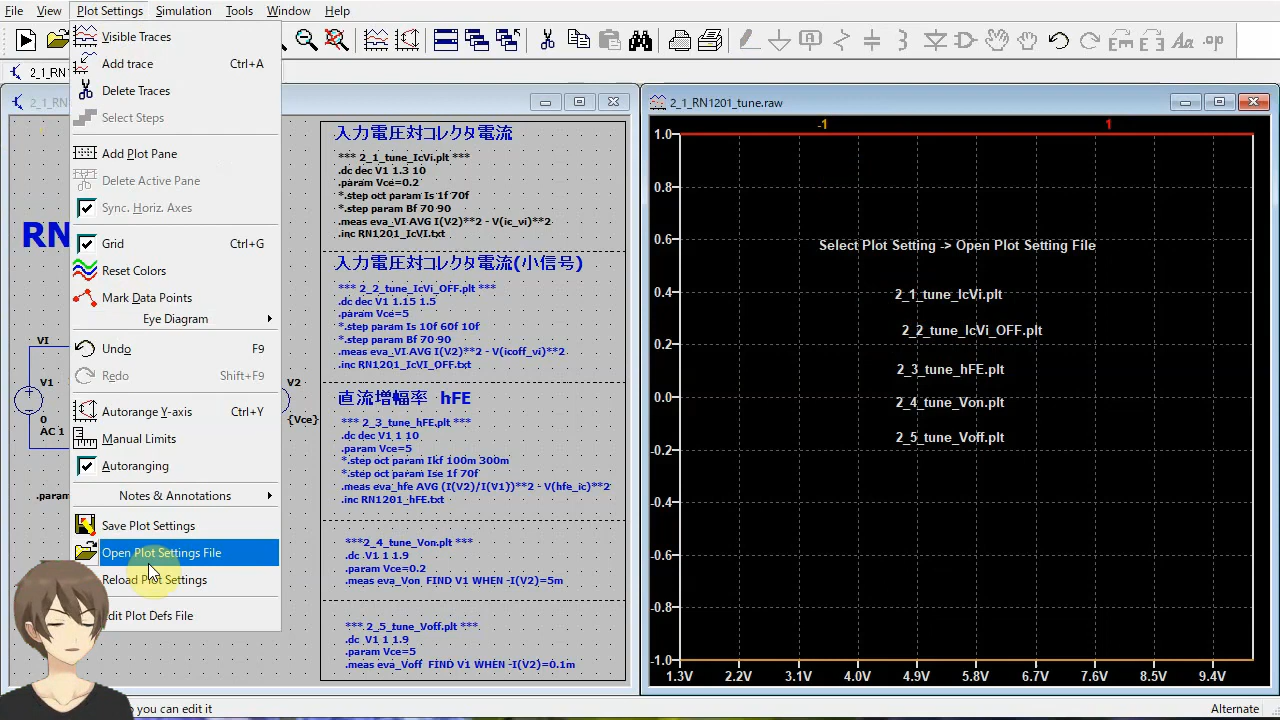 File View Plot Settings Simulation Tools Window Help
Visible Traces
Add trace Ctrl+A
Delete Traces
Select Steps
Add Plot Pane
Delete Active Pane
Sync. Horiz. Axes
Grid Ctrl+G
Reset Colors
Mark Data Points
Eye Diagram
Undo F9
Redo Shift+F9
Autorange Y-axis Ctrl+Y
Manual Limits
Autoranging
Notes & Annotations
Save Plot Settings
Open Plot Settings File
Reload Plot Settings
dit Plot Defs File
you can edit it
Alternate
2_1_RN1
2_1_RN
RN
VI
V1
0
AC 1
.para
V2
{Vce}
入力電圧対コレクタ電流
*** 2_1_tune_IcVi.plt ***
.dc dec V1 1.3 10
.param Vce=0.2
*.step oct param Is 1f 70f
*.step param Bf 70 90
.meas eva_VI AVG I(V2)**2 - V(ic_vi)**2
.inc RN1201_IcVI.txt
入力電圧対コレクタ電流(小信号)
*** 2_2_tune_IcVi_OFF.plt ***
.dc dec V1 1.15 1.5
.param Vce=5
*.step param Is 10f 60f 10f
*.step param Bf 70 90
.meas eva_VI AVG I(V2)**2 - V(icoff_vi)**2
.inc RN1201_IcVI_OFF.txt
直流増幅率 hFE
*** 2_3_tune_hFE.plt ***
.dc dec V1 1 10
.param Vce=5
*.step oct param Ikf 100m 300m
*.step oct param Ise 1f 70f
.meas eva_hfe AVG (I(V2)/I(V1))**2 - V(hfe_ic)**2
.inc RN1201_hFE.txt
***2_4_tune_Von.plt ***
.dc V1 1 1.9
.param Vce=0.2
.meas eva_Von FIND V1 WHEN -I(V2)=5m
*** 2_5_tune_Voff.plt ***
.dc V1 1 1.9
.param Vce=5
.meas eva_Voff FIND V1 WHEN -I(V2)=0.1m
2_1_RN1201_tune.raw
-1 1
1.0
0.8
0.6
0.4
0.2
0.0
-0.2
-0.4
-0.6
-0.8
-1.0
Select Plot Setting -> Open Plot Setting File
2_1_tune_IcVi.plt
2_2_tune_IcVi_OFF.plt
2_3_tune_hFE.plt
2_4_tune_Von.plt
2_5_tune_Voff.plt
1.3V 2.2V 3.1V 4.0V 4.9V 5.8V 6.7V 7.6V 8.5V 9.4V